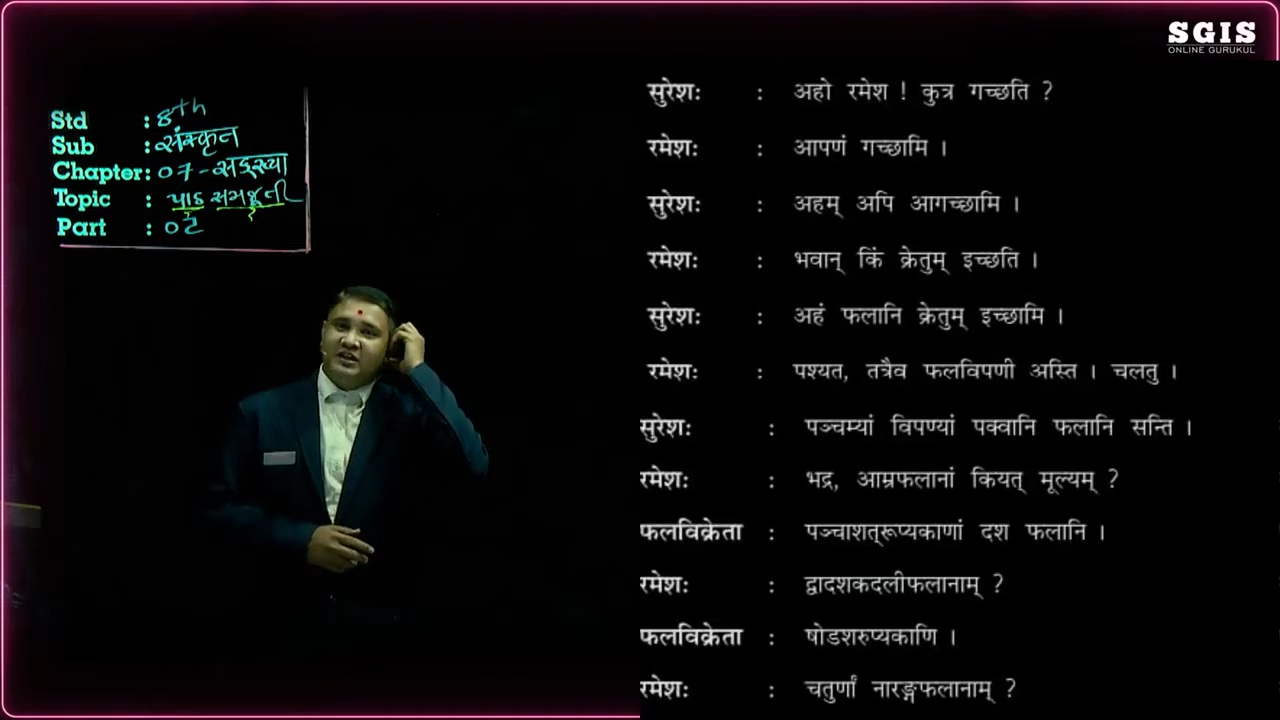 SGIS
ONLINE GURUKUL
Std : 8th
Sub : संस्कृत
Chapter : 07 - सङ्ख्या
Topic : पाठ समजूती
Part : 02
सुरेशः : अहो रमेश ! कुत्र गच्छति ?
रमेशः : आपणं गच्छामि ।
सुरेशः : अहम् अपि आगच्छामि ।
रमेशः : भवान् किं क्रेतुम् इच्छति ।
सुरेशः : अहं फलानि क्रेतुम् इच्छामि ।
रमेशः : पश्यत, तत्रैव फलविपणी अस्ति । चलतु ।
सुरेशः : पञ्चम्यां विपण्यां पक्वानि फलानि सन्ति ।
रमेशः : भद्र, आम्रफलानां कियत् मूल्यम् ?
फलविक्रेता : पञ्चाशत्‌रूप्यकाणां दश फलानि ।
रमेशः : द्वादशकदलीफलानाम् ?
फलविक्रेता : षोडशरुप्यकाणि ।
रमेशः : चतुर्णां नारङ्गफलानाम् ?